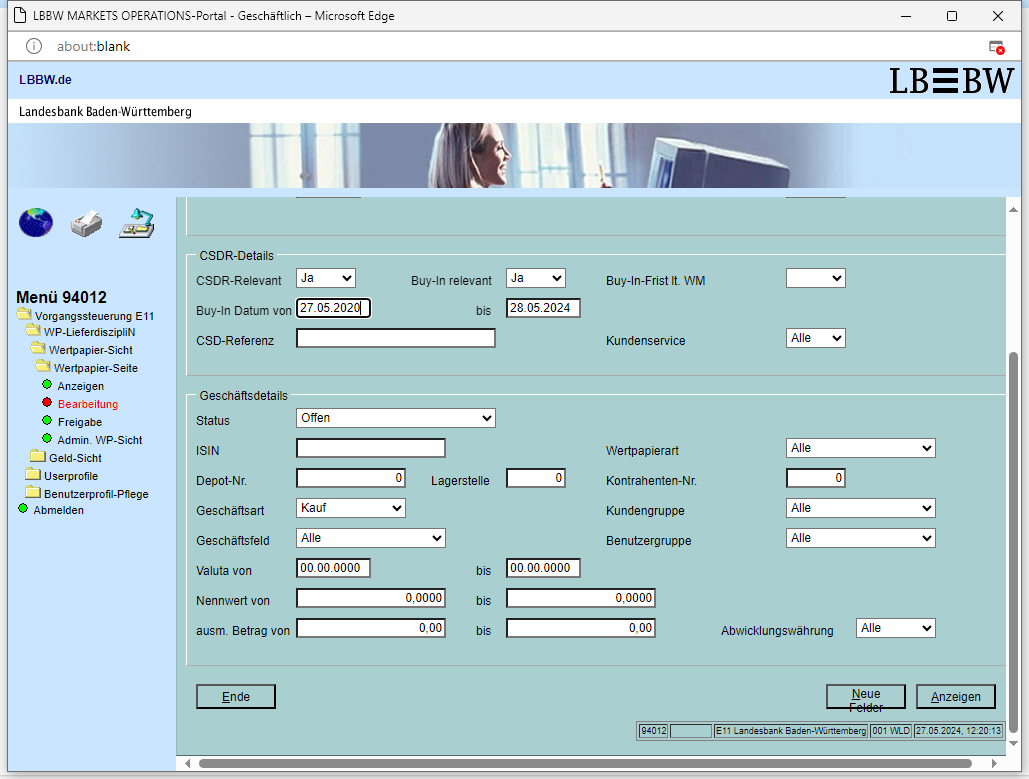 LBBW MARKETS OPERATIONS-Portal - Geschäftlich – Microsoft Edge
about:blank
LBBW.de
LBBW
Landesbank Baden-Württemberg
Menü 94012
Vorgangssteuerung E11
WP-LieferdiszipliN
Wertpapier-Sicht
Wertpapier-Seite
Anzeigen
Bearbeitung
Freigabe
Admin. WP-Sicht
Geld-Sicht
Userprofile
Benutzerprofil-Pflege
Abmelden
CSDR-Details
CSDR-Relevant Ja Buy-In relevant Ja Buy-In-Frist lt. WM
Buy-In Datum von 27.05.2020 bis 28.05.2024
CSD-Referenz Kundenservice Alle
Geschäftsdetails
Status Offen
ISIN Wertpapierart Alle
Depot-Nr. 0 Lagerstelle 0 Kontrahenten-Nr. 0
Geschäftsart Kauf Kundengruppe Alle
Geschäftsfeld Alle Benutzergruppe Alle
Valuta von 00.00.0000 bis 00.00.0000
Nennwert von 0,0000 bis 0,0000
ausm. Betrag von 0,00 bis 0,00 Abwicklungswährung Alle
Ende Neue Felder Anzeigen
94012 E11 Landesbank Baden-Württemberg 001 WLD 27.05.2024, 12:20:13